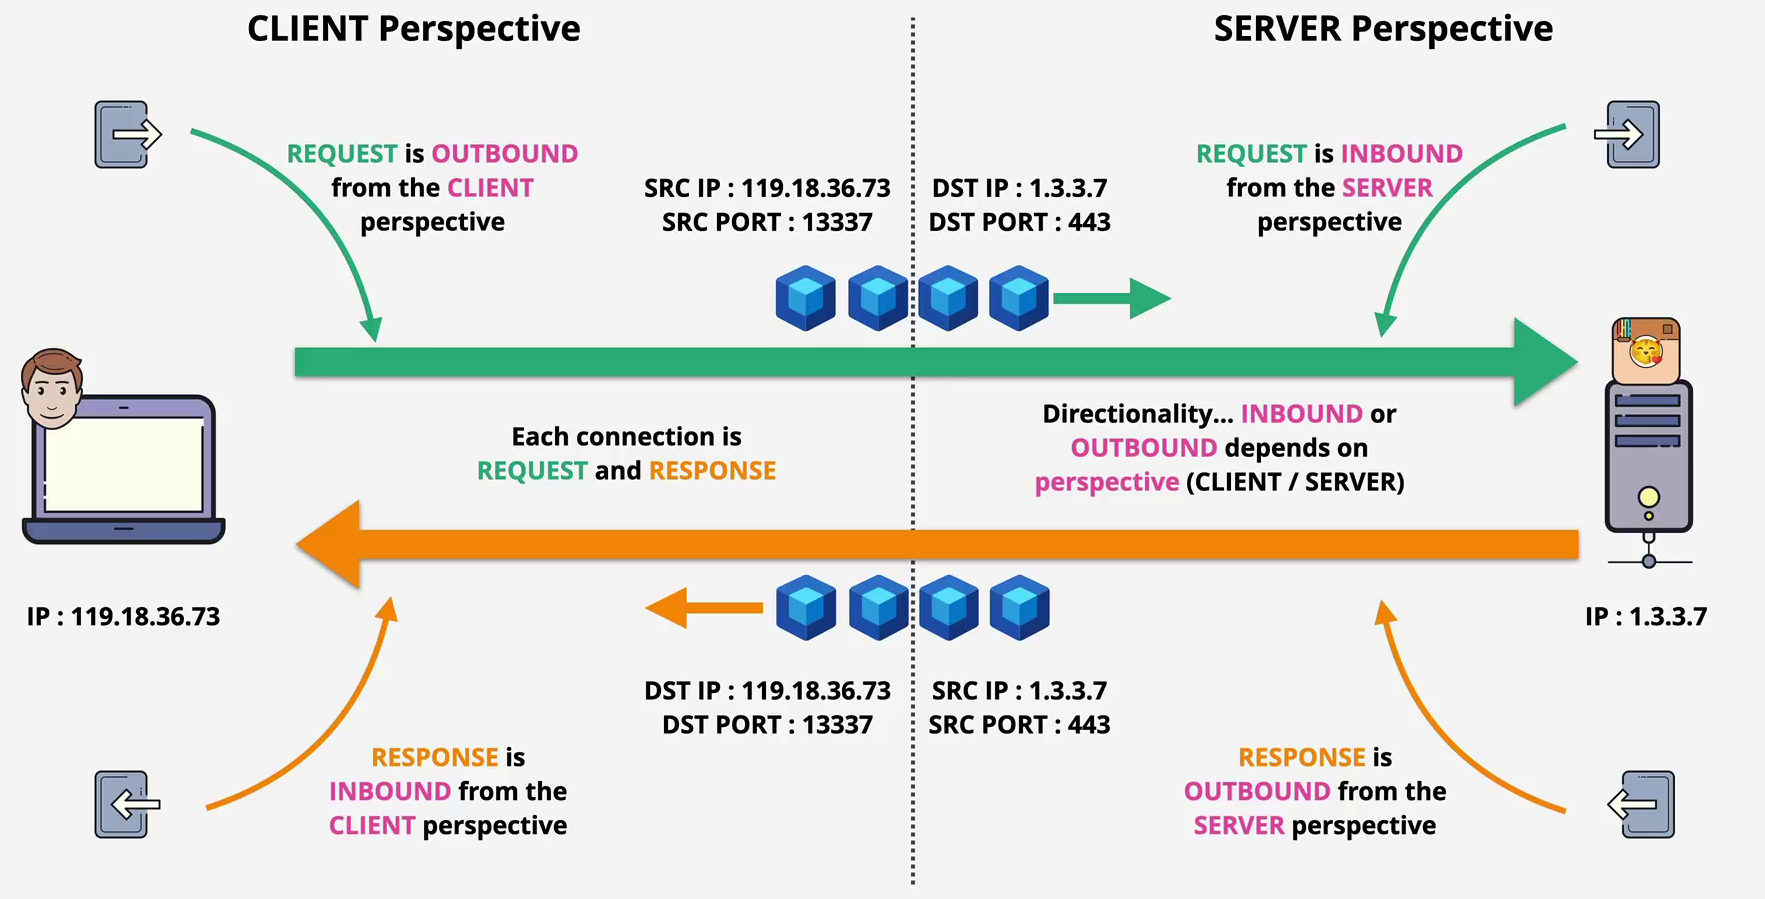 CLIENT Perspective
SERVER Perspective
REQUEST is OUTBOUND
from the CLIENT
perspective
SRC IP : 119.18.36.73
SRC PORT : 13337
DST IP : 1.3.3.7
DST PORT : 443
REQUEST is INBOUND
from the SERVER
perspective
Each connection is
REQUEST and RESPONSE
Directionality... INBOUND or
OUTBOUND depends on
perspective (CLIENT / SERVER)
IP : 119.18.36.73
IP : 1.3.3.7
DST IP : 119.18.36.73
DST PORT : 13337
SRC IP : 1.3.3.7
SRC PORT : 443
RESPONSE is
INBOUND from the
CLIENT perspective
RESPONSE is
OUTBOUND from the
SERVER perspective